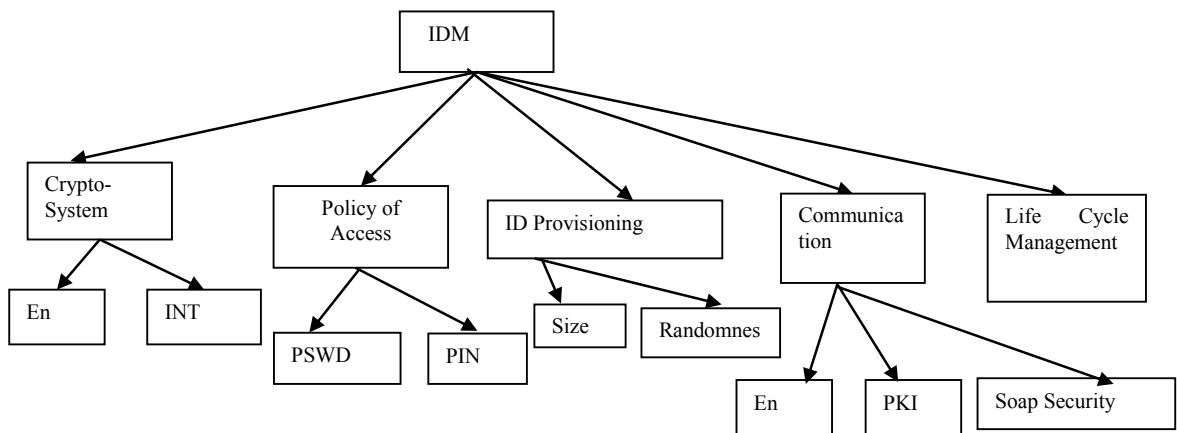 IDM
Crypto-
System
Policy of
Access
ID Provisioning
Communica
tion
Life Cycle
Management
En
INT
PSWD
PIN
Size
Randomnes
En
PKI
Soap Security